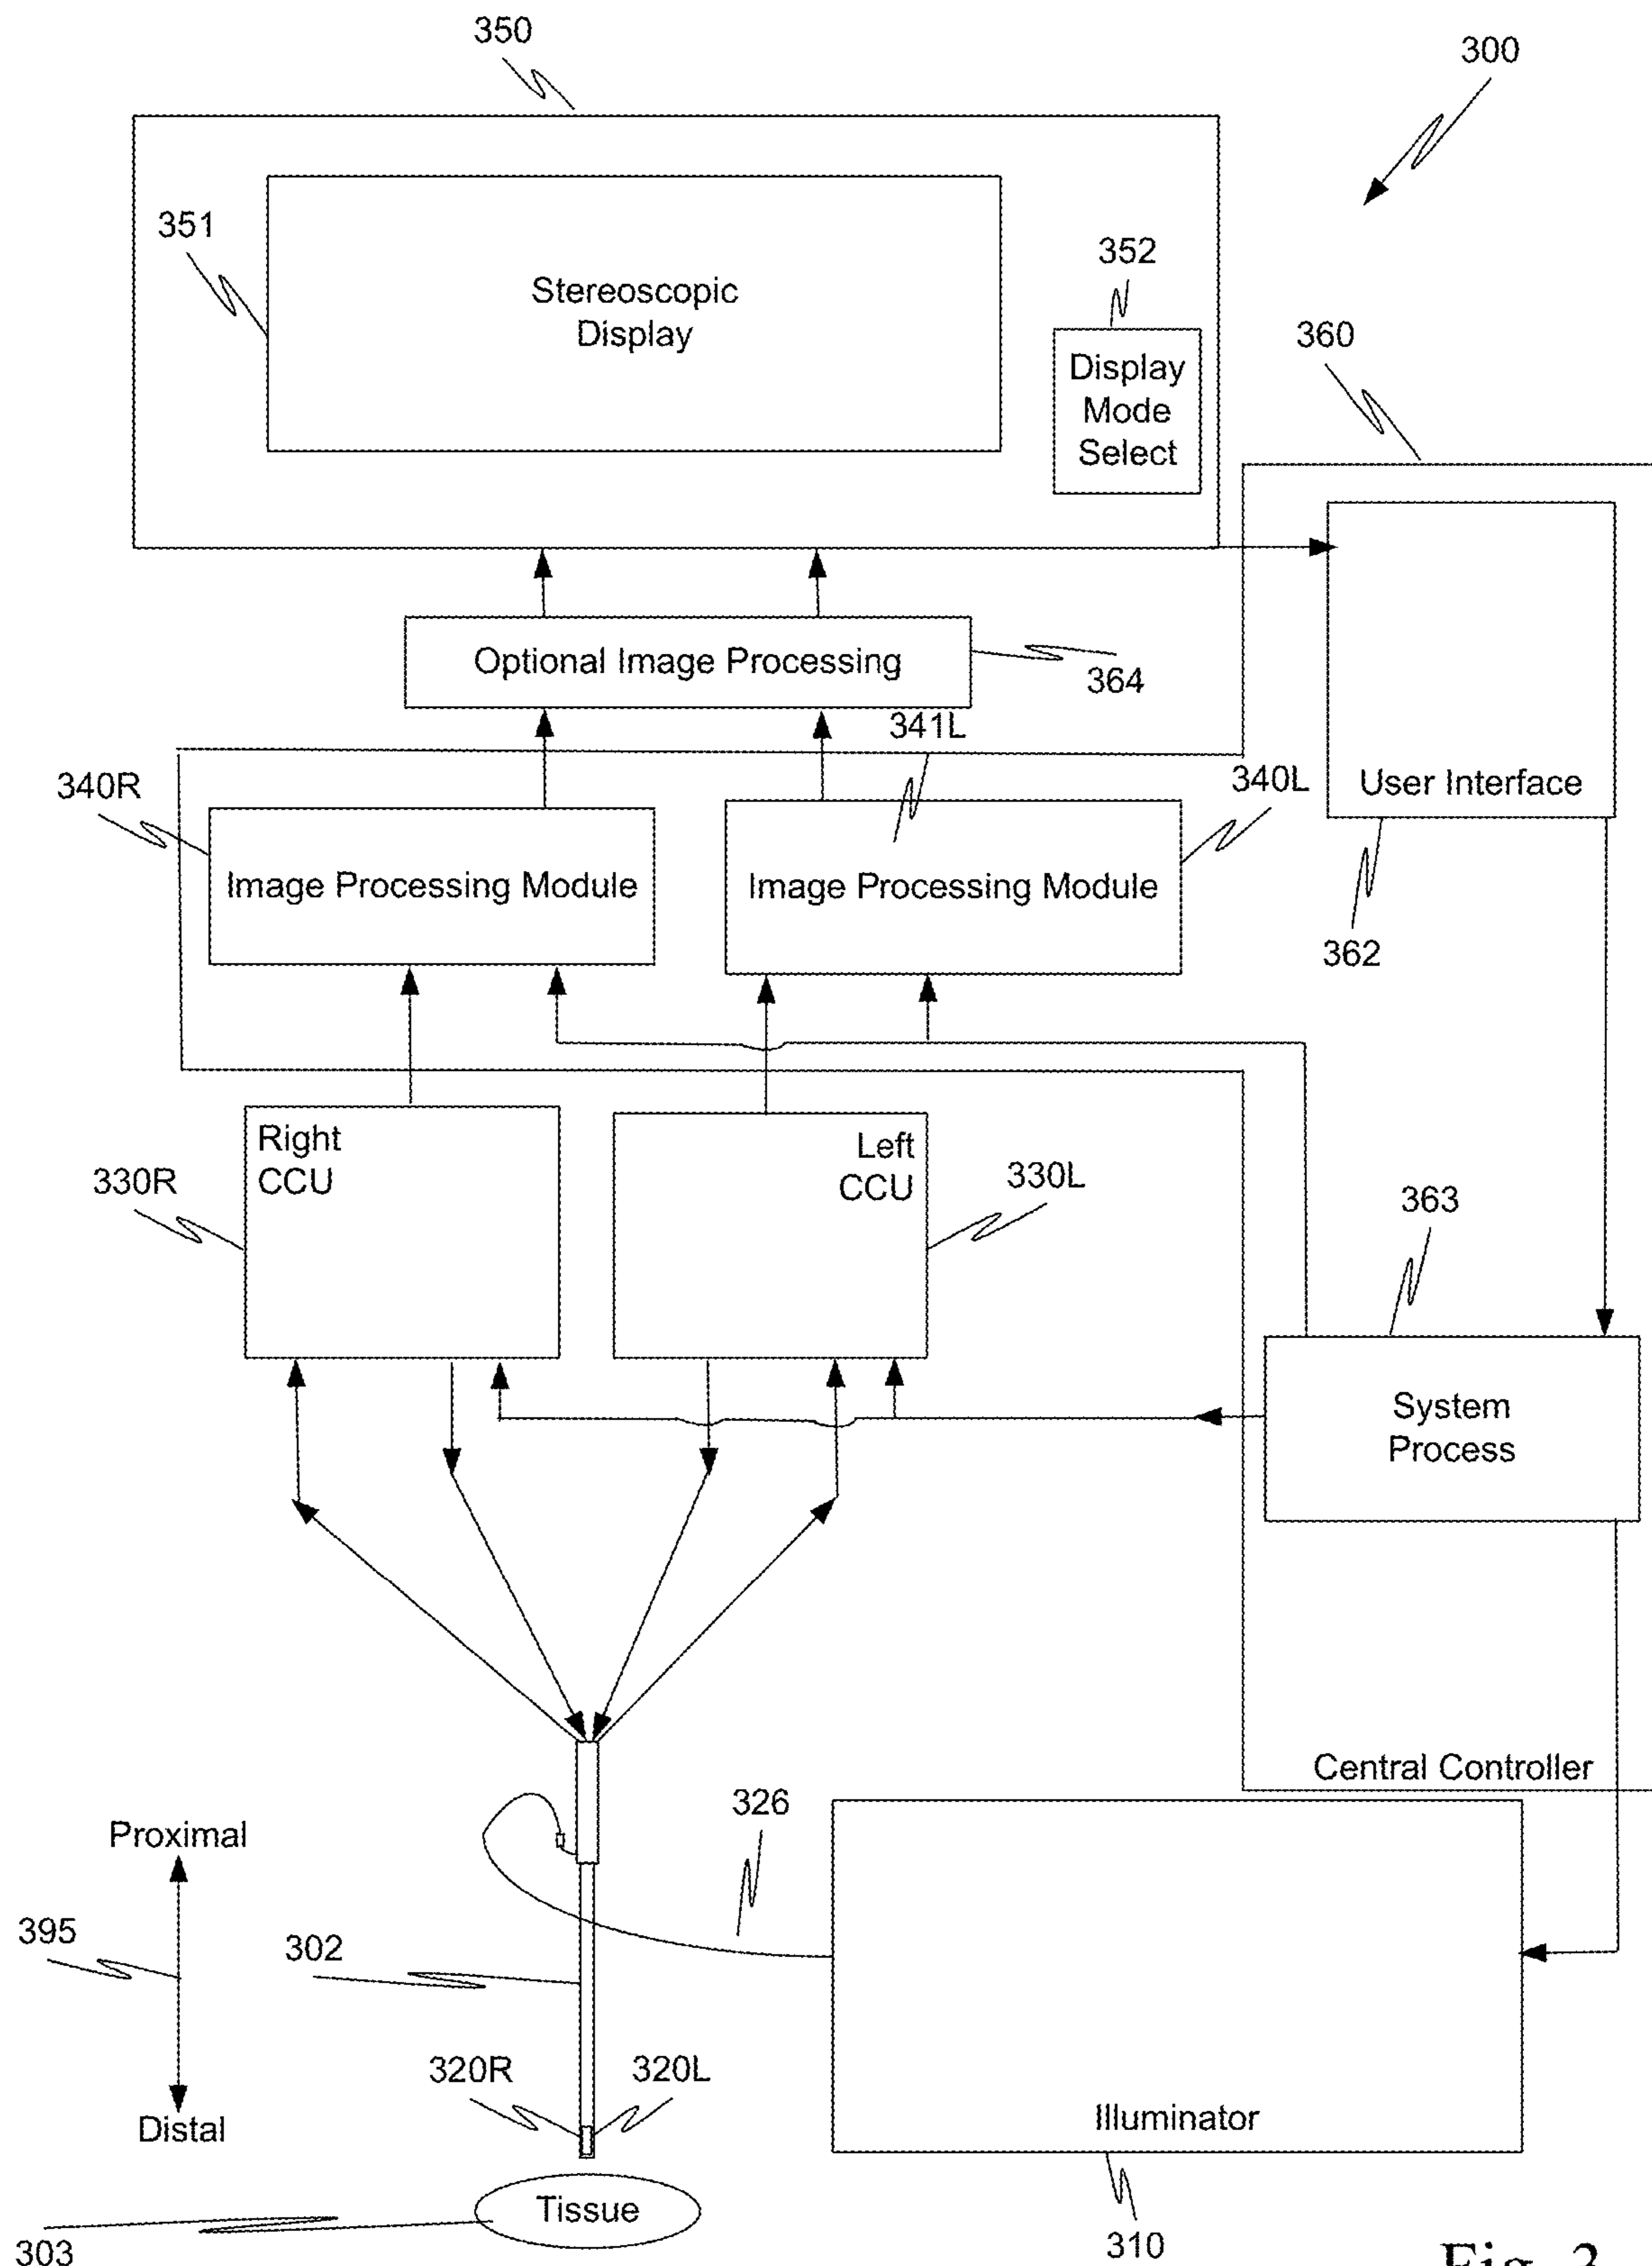 350
300
351
Stereoscopic
Display
352
Display
Mode
Select
360
Optional Image Processing
364
341L
340R
340L
User Interface
Image Processing Module
Image Processing Module
362
Right
CCU
Left
CCU
330R
330L
363
System
Process
Central Controller
326
Proximal
395
302
320R
320L
Distal
Illuminator
Tissue
303
310
Fig. 3